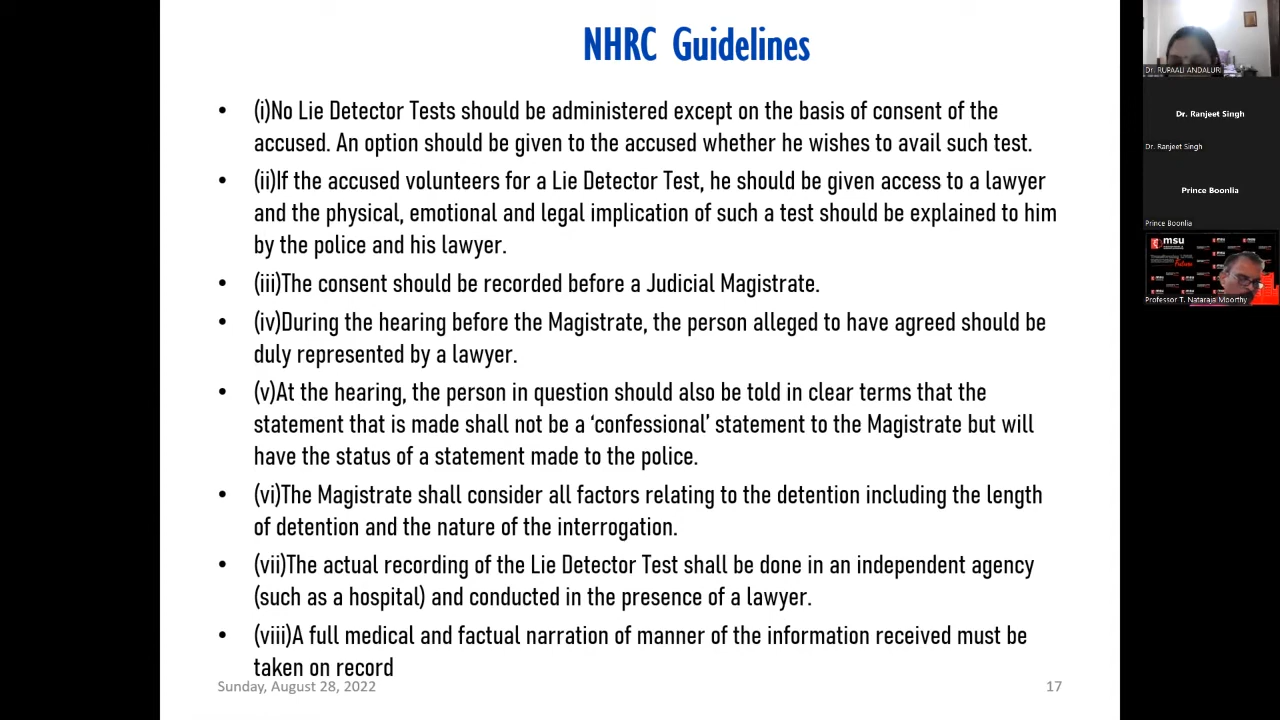 NHRC Guidelines
• (i)No Lie Detector Tests should be administered except on the basis of consent of the
accused. An option should be given to the accused whether he wishes to avail such test.
• (ii)If the accused volunteers for a Lie Detector Test, he should be given access to a lawyer
and the physical, emotional and legal implication of such a test should be explained to him
by the police and his lawyer.
• (iii)The consent should be recorded before a Judicial Magistrate.
• (iv)During the hearing before the Magistrate, the person alleged to have agreed should be
duly represented by a lawyer.
• (v)At the hearing, the person in question should also be told in clear terms that the
statement that is made shall not be a ‘confessional’ statement to the Magistrate but will
have the status of a statement made to the police.
• (vi)The Magistrate shall consider all factors relating to the detention including the length
of detention and the nature of the interrogation.
• (vii)The actual recording of the Lie Detector Test shall be done in an independent agency
(such as a hospital) and conducted in the presence of a lawyer.
• (viii)A full medical and factual narration of manner of the information received must be
taken on record
Sunday, August 28, 2022
17
Dr. RUPAALI ANDALURI
Dr. Ranjeet Singh
Dr. Ranjeet Singh
Prince Boonlia
Prince Boonlia
msu
Professor T. Nataraja Moorthy